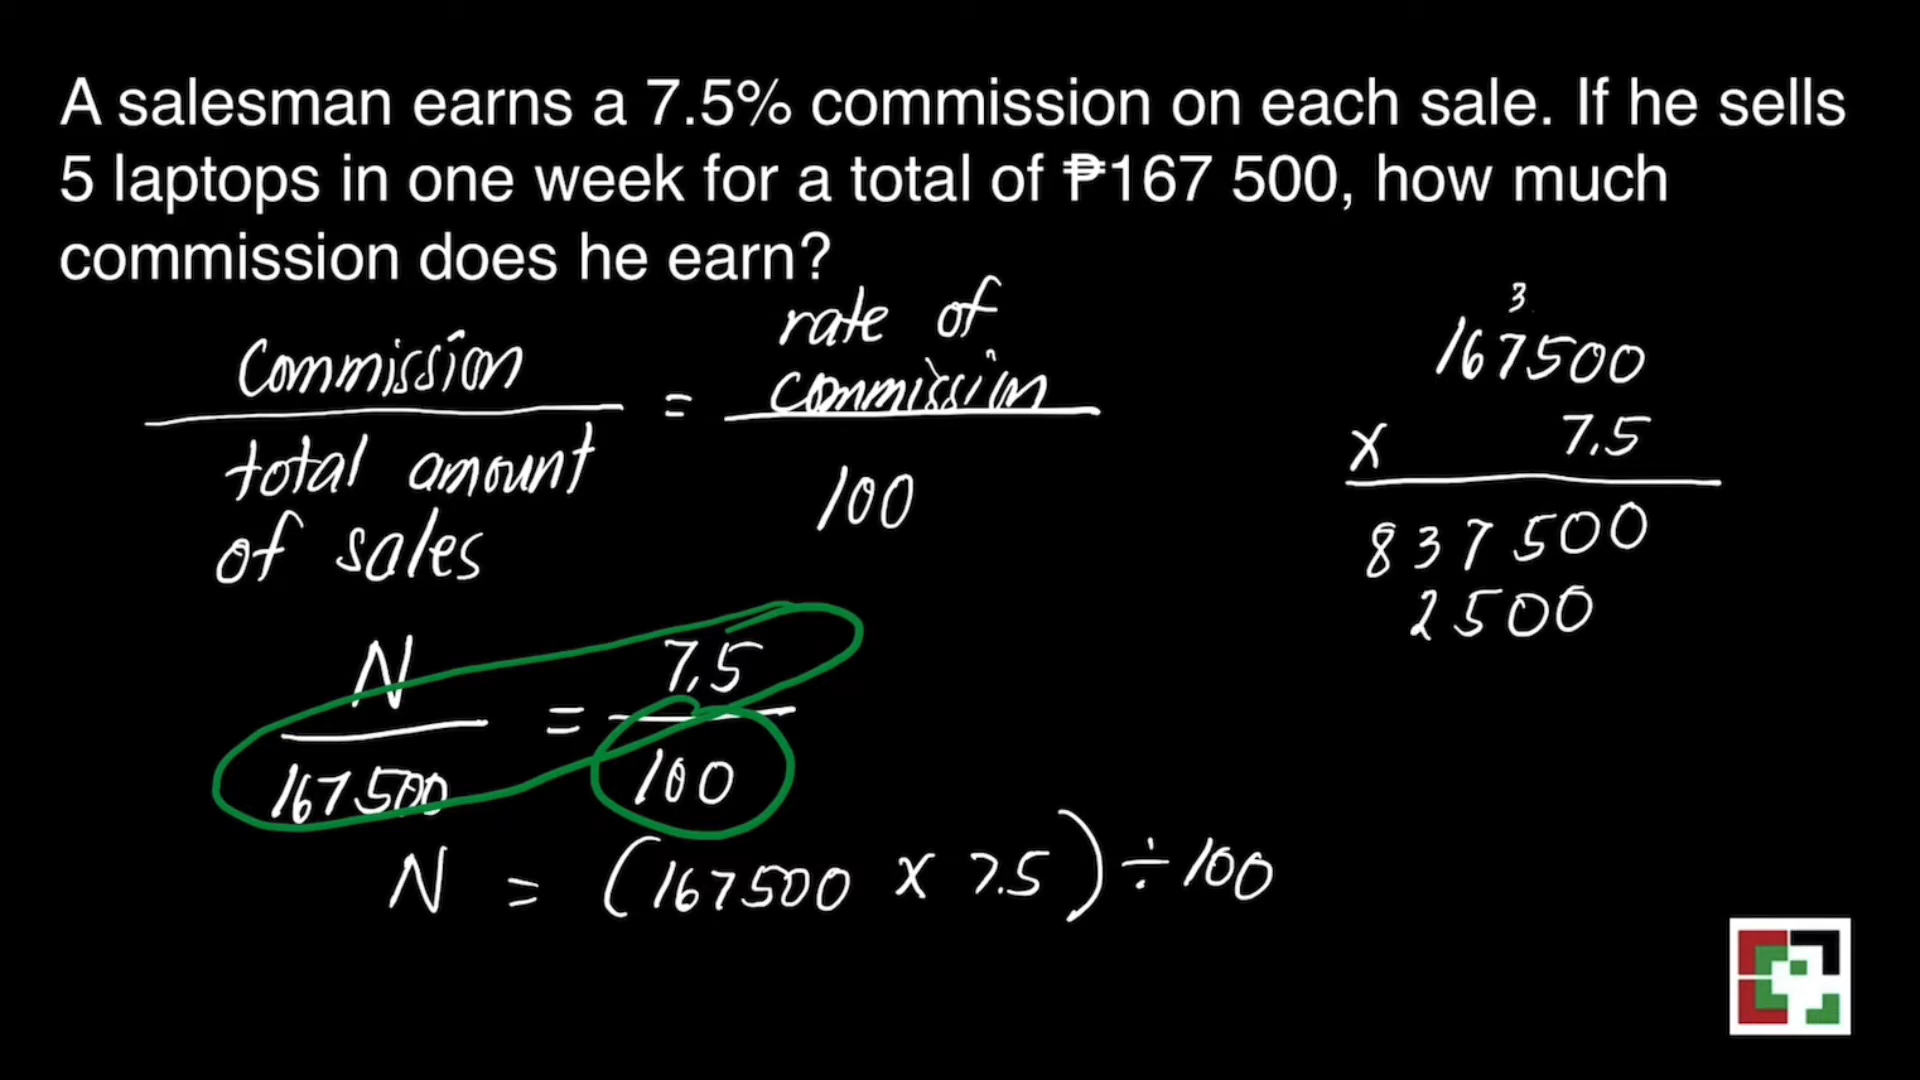 A salesman earns a 7.5% commission on each sale. If he sells
5 laptops in one week for a total of ₱167 500, how much
commission does he earn?
Commission
total amount
of sales
=
rate of
commission
100
N
167500
=
7.5
100
N = (167500 x 7.5) ÷ 100
3
167500
x 7.5
837500
2500